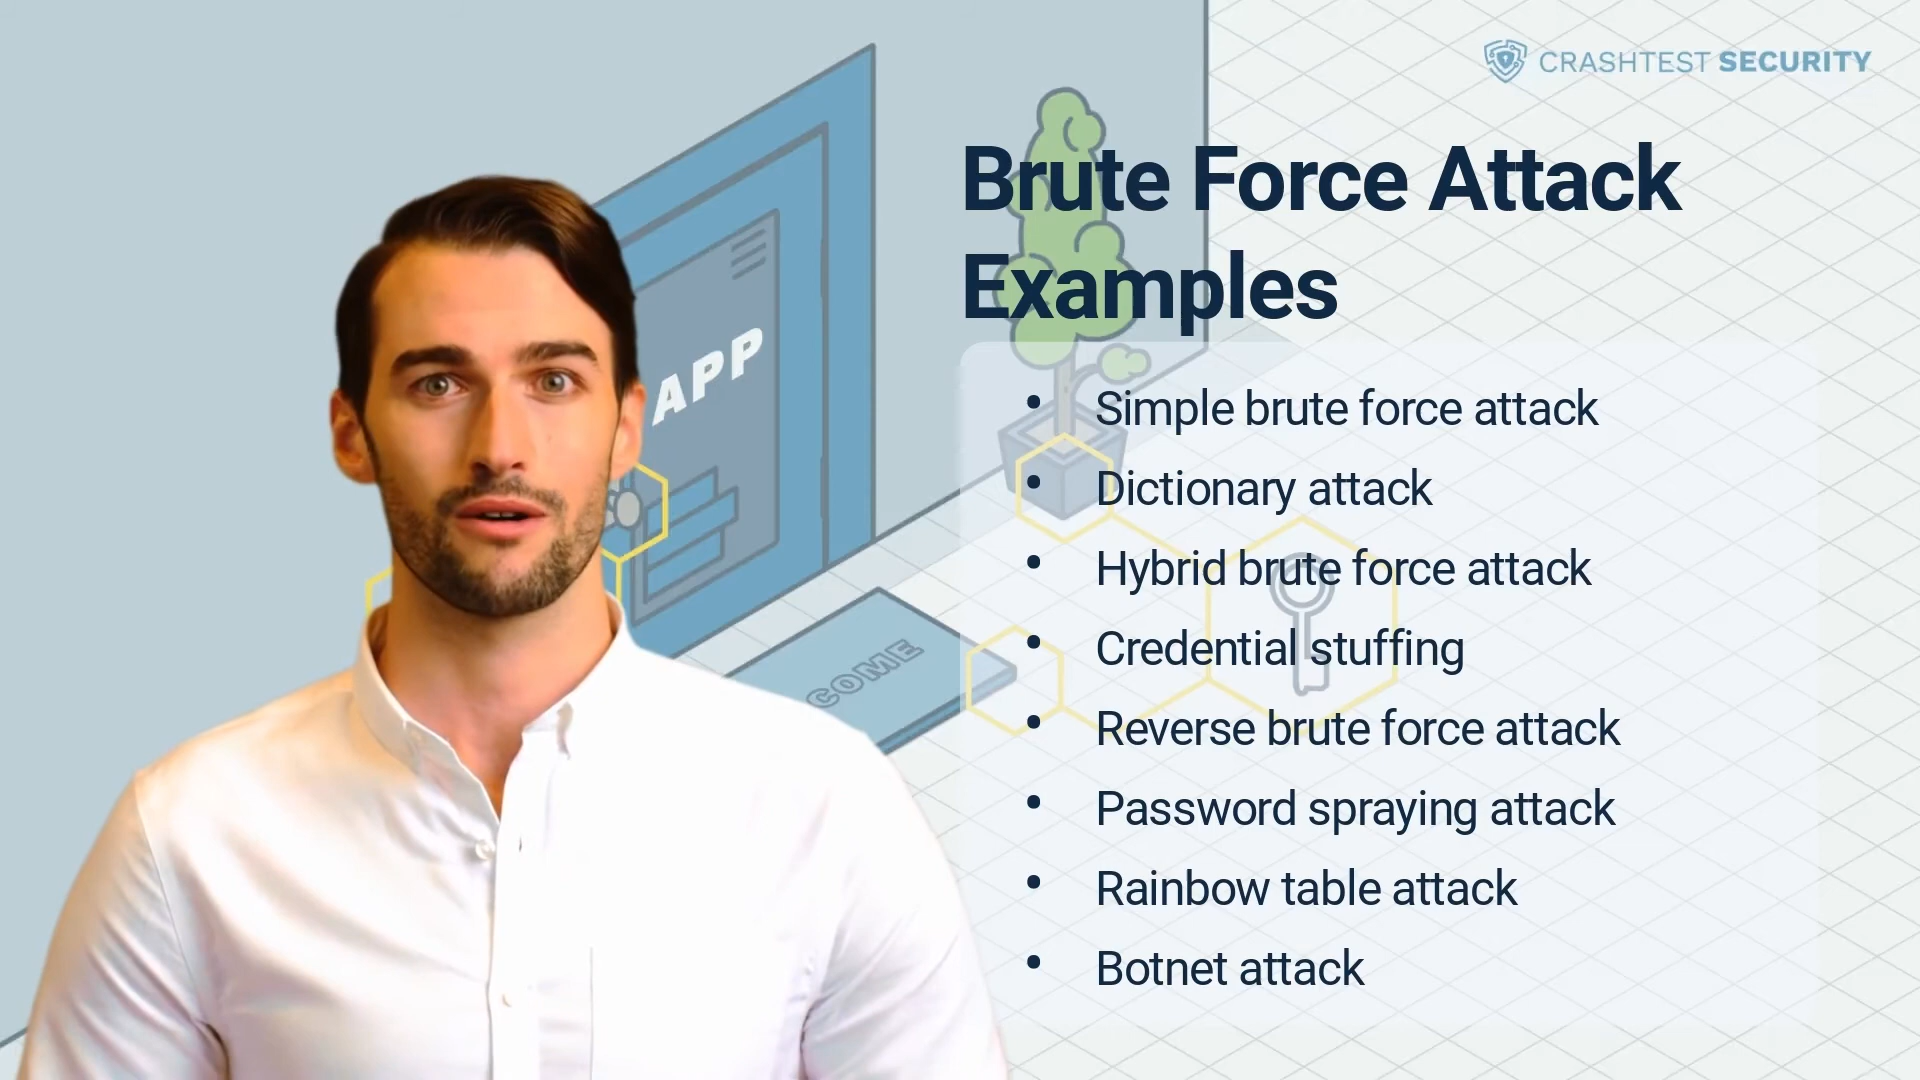 CRASHTEST SECURITY
Brute Force Attack
Examples
APP
COME
• Simple brute force attack
• Dictionary attack
• Hybrid brute force attack
• Credential stuffing
• Reverse brute force attack
• Password spraying attack
• Rainbow table attack
• Botnet attack